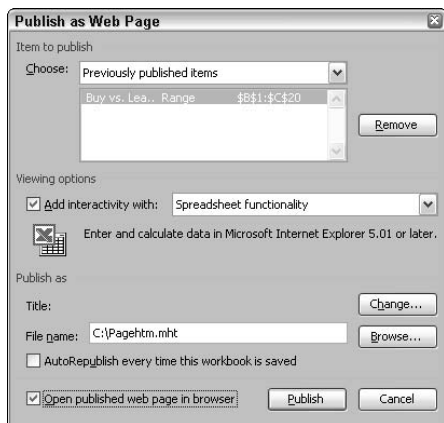 Publish as Web Page
Item to publish
Choose: Previously published items
Buy vs. Lea.. Range $B$1:$C$20
Remove
Viewing options
Add interactivity with: Spreadsheet functionality
Enter and calculate data in Microsoft Internet Explorer 5.01 or later.
Publish as
Title: Change...
File name: C:\Pagehtm.mht Browse...
AutoRepublish every time this workbook is saved
Open published web page in browser Publish Cancel